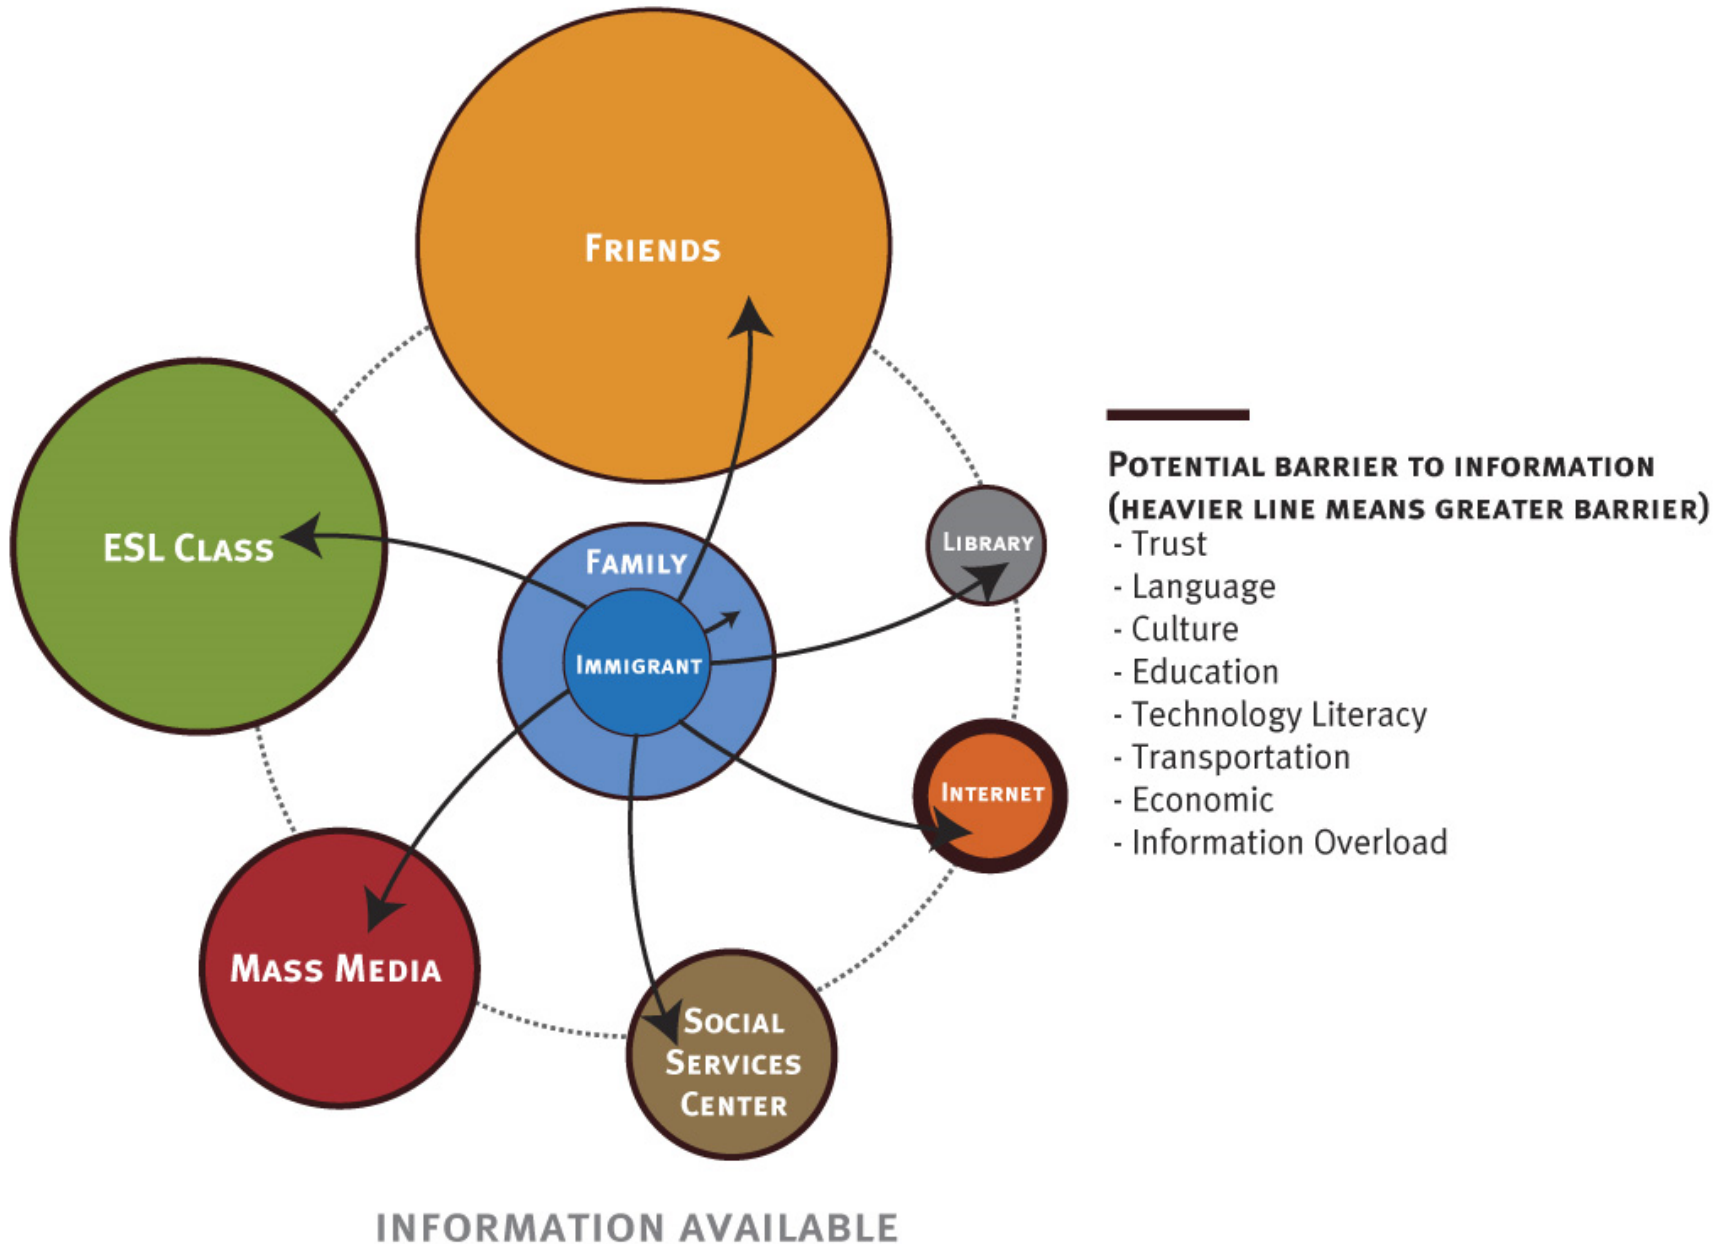 FRIENDS
ESL CLASS
FAMILY
IMMIGRANT
LIBRARY
INTERNET
MASS MEDIA
SOCIAL
SERVICES
CENTER
POTENTIAL BARRIER TO INFORMATION
(HEAVIER LINE MEANS GREATER BARRIER)
- Trust
- Language
- Culture
- Education
- Technology Literacy
- Transportation
- Economic
- Information Overload
INFORMATION AVAILABLE